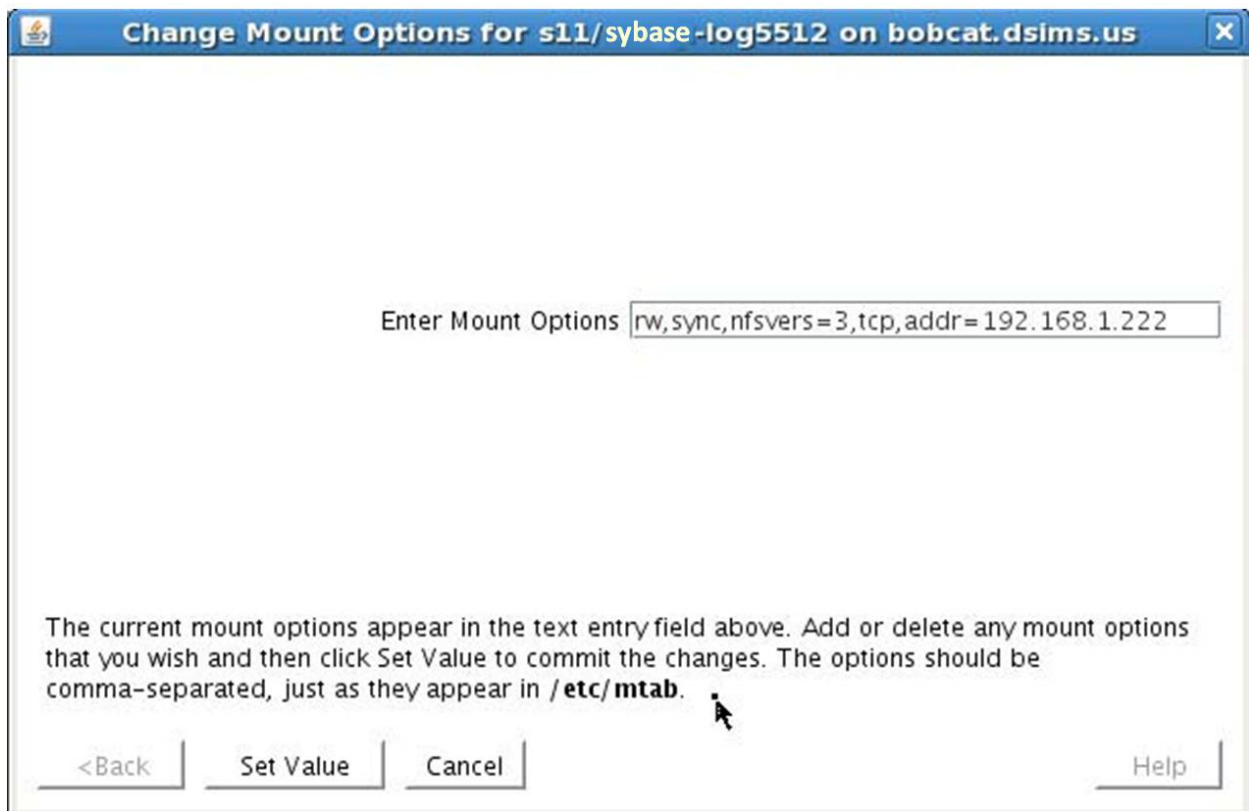 Change Mount Options for s11/sybase-log5512 on bobcat.dsims.us
Enter Mount Options rw,sync,nfsvers=3,tcp,addr=192.168.1.222
The current mount options appear in the text entry field above. Add or delete any mount options
that you wish and then click Set Value to commit the changes. The options should be
comma-separated, just as they appear in /etc/mtab.
<Back Set Value Cancel Help